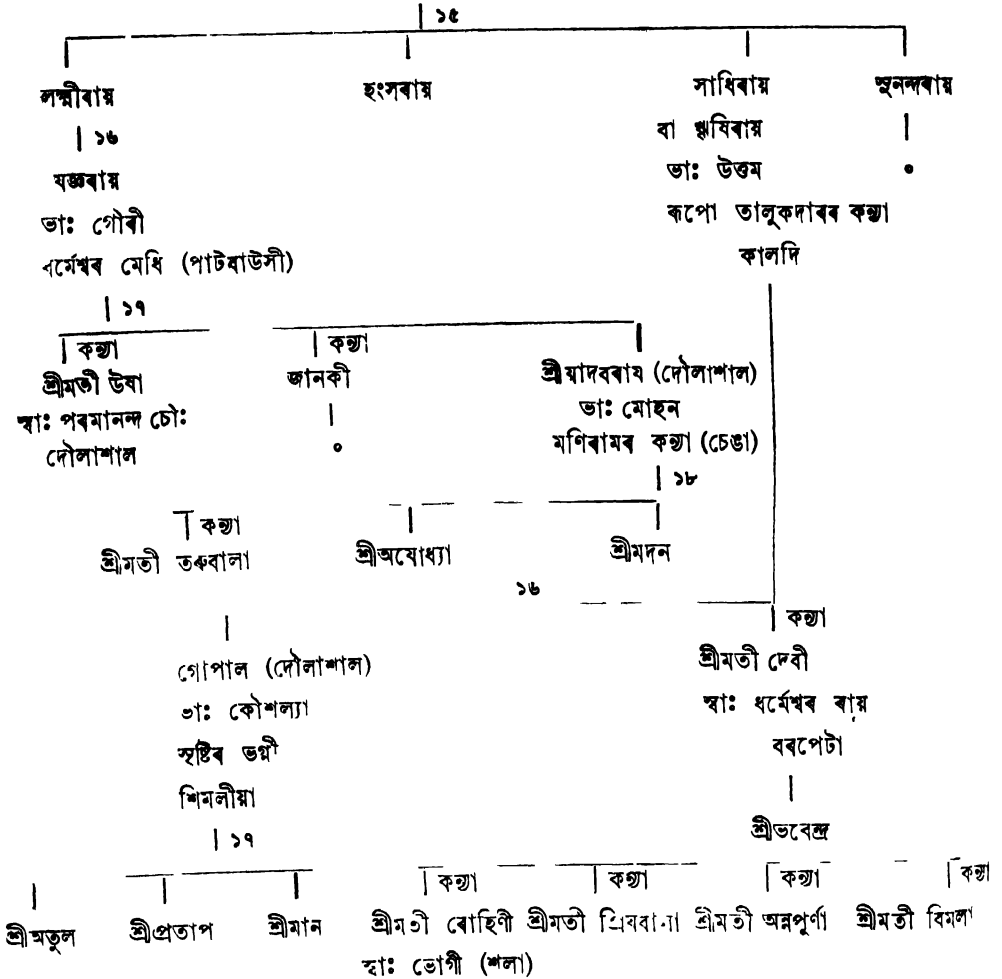 ১৫
লক্ষ্মীৰায় হংসৰায় সাধিৰায় সুনন্দৰায়
১৬ বা ঋষিৰায়
যজ্ঞৰায় ভাঃ উত্তম
ভাঃ গৌৰী ৰূপো তালুকদাৰৰ কন্যা
ধৰ্মেশ্বৰ মেধি (পাটবাউসী) কালদি
১৭
কন্যা কন্যা
শ্ৰীমতী উষা জানকী শ্ৰীযাদবৰায (দৌলাশাল)
স্বাঃ পৰমানন্দ চৌঃ ভাঃ মোহন
দৌলাশাল মণিৰামৰ কন্যা (চেঙা)
১৮
কন্যা
শ্ৰীমতী তৰুবালা শ্ৰীঅযোধ্যা শ্ৰীমদন
১৬
কন্যা
গোপাল (দৌলাশাল) শ্ৰীমতী দেবী
ভাঃ কৌশল্যা স্বাঃ ধৰ্মেশ্বৰ ৰায়
সৃষ্টিৰ ভগ্নী বৰপেটা
শিমলীয়া
১৭ শ্ৰীভবেন্দ্ৰ
কন্যা কন্যা কন্যা কন্যা
শ্ৰীঅতুল শ্ৰীপ্ৰতাপ শ্ৰীমান শ্ৰীমতী ৰোহিণী শ্ৰীমতী শ্ৰীমতী অন্নপূৰ্ণা শ্ৰীমতী বিমলা
স্বাঃ ভোগী (শলা)